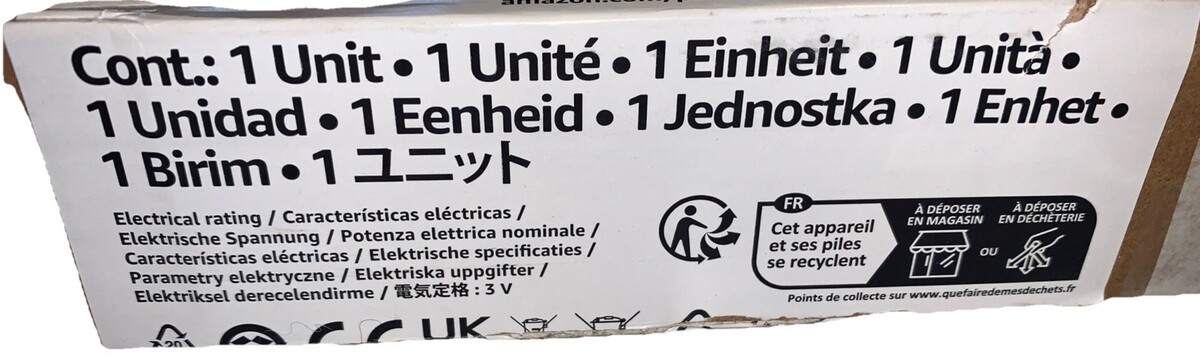 Cont.: 1 Unit • 1 Unité • 1 Einheit • 1 Unità •
1 Unidad • 1 Eenheid • 1 Jednostka • 1 Enhet •
1 Birim • 1 ユニット
Electrical rating / Características eléctricas /
Elektrische Spannung / Potenza elettrica nominale /
Características eléctricas / Elektrische specificaties /
Parametry elektryczne / Elektriska uppgifter /
Elektriksel derecelendirme / 電気定格 : 3 V
FR
Cet appareil
et ses piles
se recyclent
À DÉPOSER
EN MAGASIN
OU
À DÉPOSER
EN DÉCHÈTERIE
Points de collecte sur www.quefairedemesdechets.fr
20
UK